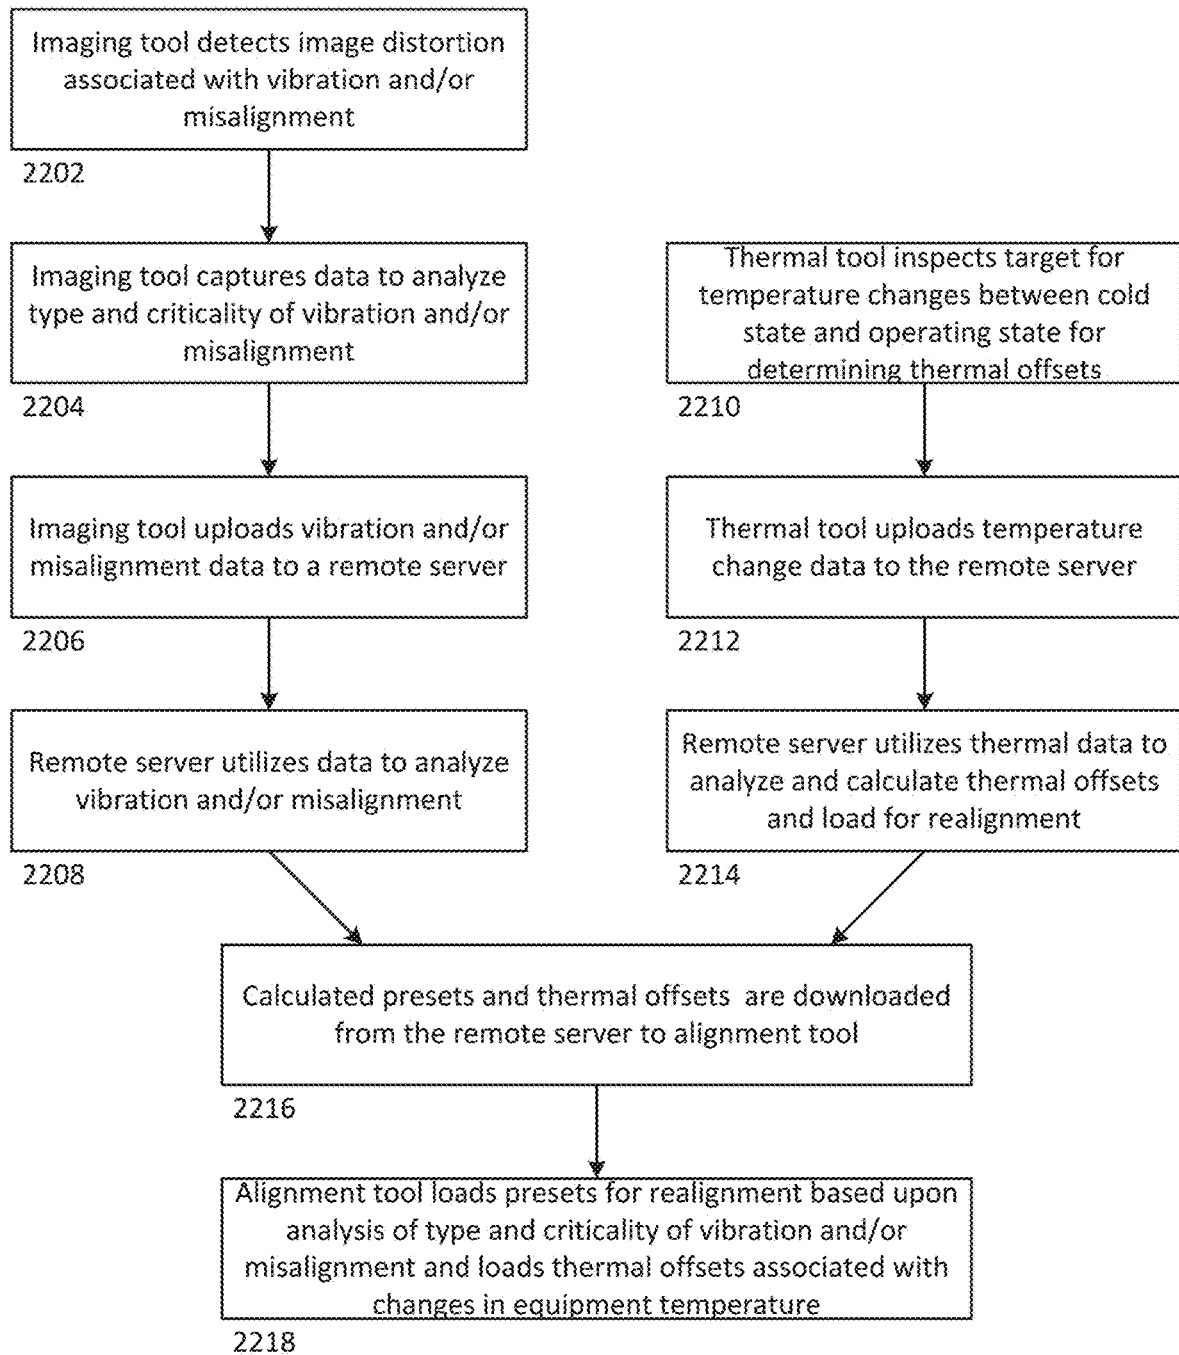 Imaging tool detects image distortion
associated with vibration and/or
misalignment
2202
Imaging tool captures data to analyze
type and criticality of vibration and/or
misalignment
2204
Imaging tool uploads vibration and/or
misalignment data to a remote server
2206
Remote server utilizes data to analyze
vibration and/or misalignment
2208
Thermal tool inspects target for
temperature changes between cold
state and operating state for
determining thermal offsets
2210
Thermal tool uploads temperature
change data to the remote server
2212
Remote server utilizes thermal data to
analyze and calculate thermal offsets
and load for realignment
2214
Calculated presets and thermal offsets are downloaded
from the remote server to alignment tool
2216
Alignment tool loads presets for realignment based upon
analysis of type and criticality of vibration and/or
misalignment and loads thermal offsets associated with
changes in equipment temperature
2218